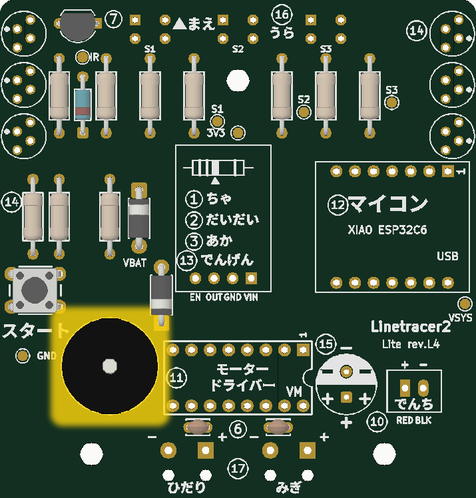 ⑦
▲まえ
⑯
うら
⑭
S1
S2
S3
S1
3V3
S2
S3
①ちゃ
②だいだい
③あか
⑬でんげん
EN OUT GND VIN
⑭
VBAT
⑫マイコン
XIAO ESP32C6
USB
1
VSYS
スタート
GND
Linetracer2
Lite rev.L4
⑪
モーター
ドライバー
VM
1
⑮
－
＋ ＋
＋
+ -
でんち
RED BLK
⑩
- + ⑥ - +
⑰
ひだり
みぎ